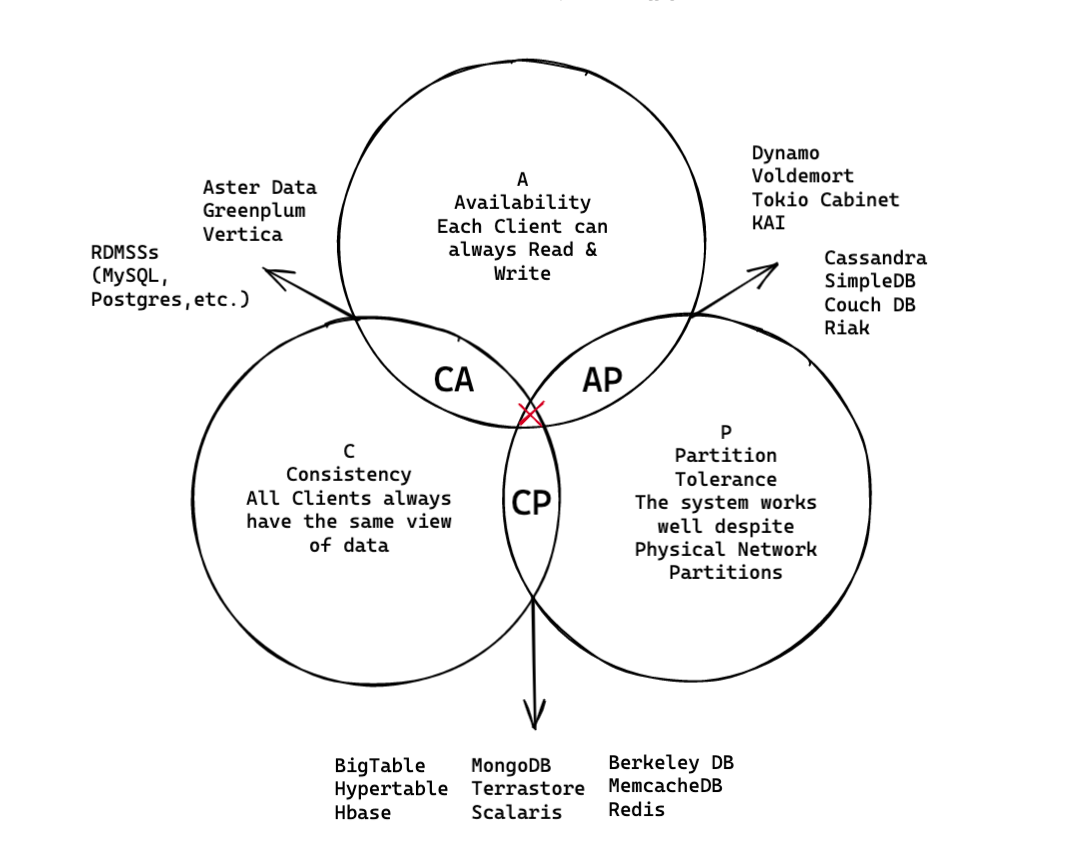 A
Availability
Each Client can
always Read &
Write
Aster Data
Greenplum
Vertica
RDMSSs
(MySQL,
Postgres,etc.)
Dynamo
Voldemort
Tokio Cabinet
KAI
Cassandra
SimpleDB
Couch DB
Riak
CA
AP
CP
C
Consistency
All Clients always
have the same view
of data
P
Partition
Tolerance
The system works
well despite
Physical Network
Partitions
BigTable
Hypertable
Hbase
MongoDB
Terrastore
Scalaris
Berkeley DB
MemcacheDB
Redis